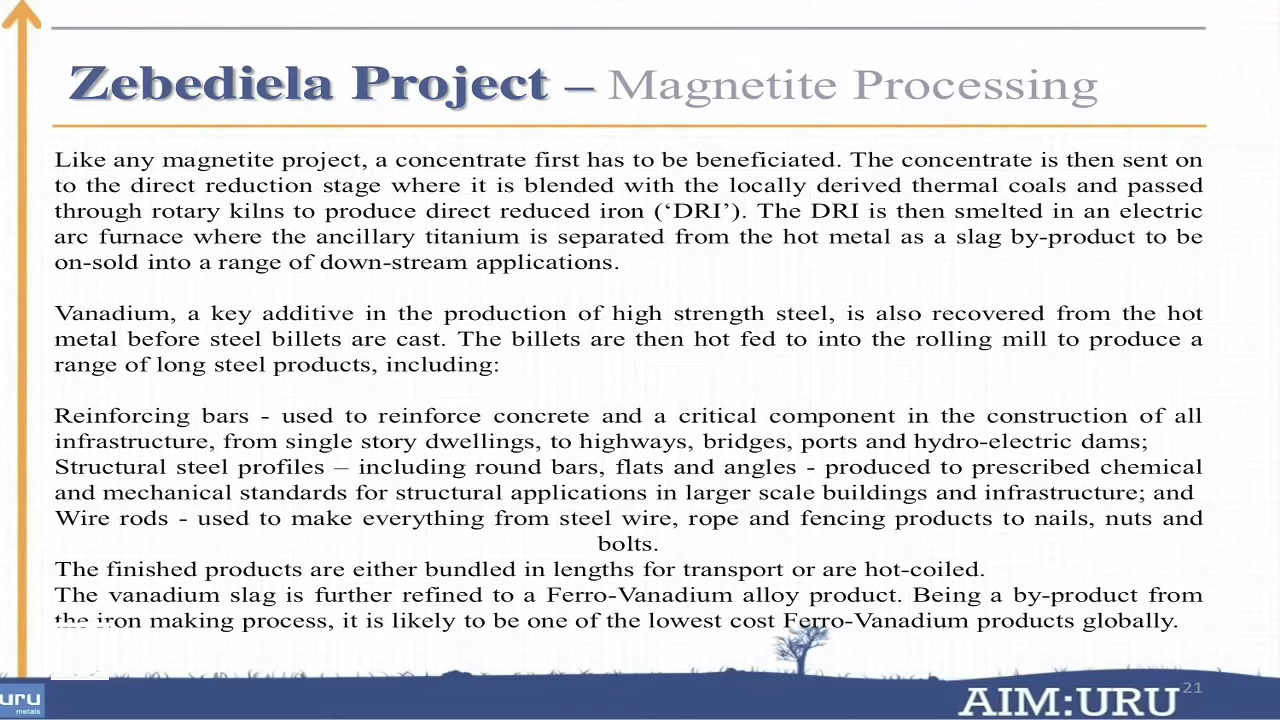 Zebediela Project – Magnetite Processing
Like any magnetite project, a concentrate first has to be beneficiated. The concentrate is then sent on
to the direct reduction stage where it is blended with the locally derived thermal coals and passed
through rotary kilns to produce direct reduced iron (‘DRI’). The DRI is then smelted in an electric
arc furnace where the ancillary titanium is separated from the hot metal as a slag by-product to be
on-sold into a range of down-stream applications.
Vanadium, a key additive in the production of high strength steel, is also recovered from the hot
metal before steel billets are cast. The billets are then hot fed to into the rolling mill to produce a
range of long steel products, including:
Reinforcing bars - used to reinforce concrete and a critical component in the construction of all
infrastructure, from single story dwellings, to highways, bridges, ports and hydro-electric dams;
Structural steel profiles – including round bars, flats and angles - produced to prescribed chemical
and mechanical standards for structural applications in larger scale buildings and infrastructure; and
Wire rods - used to make everything from steel wire, rope and fencing products to nails, nuts and
bolts.
The finished products are either bundled in lengths for transport or are hot-coiled.
The vanadium slag is further refined to a Ferro-Vanadium alloy product. Being a by-product from
the iron making process, it is likely to be one of the lowest cost Ferro-Vanadium products globally.
uru
metals
AIM:URU
21